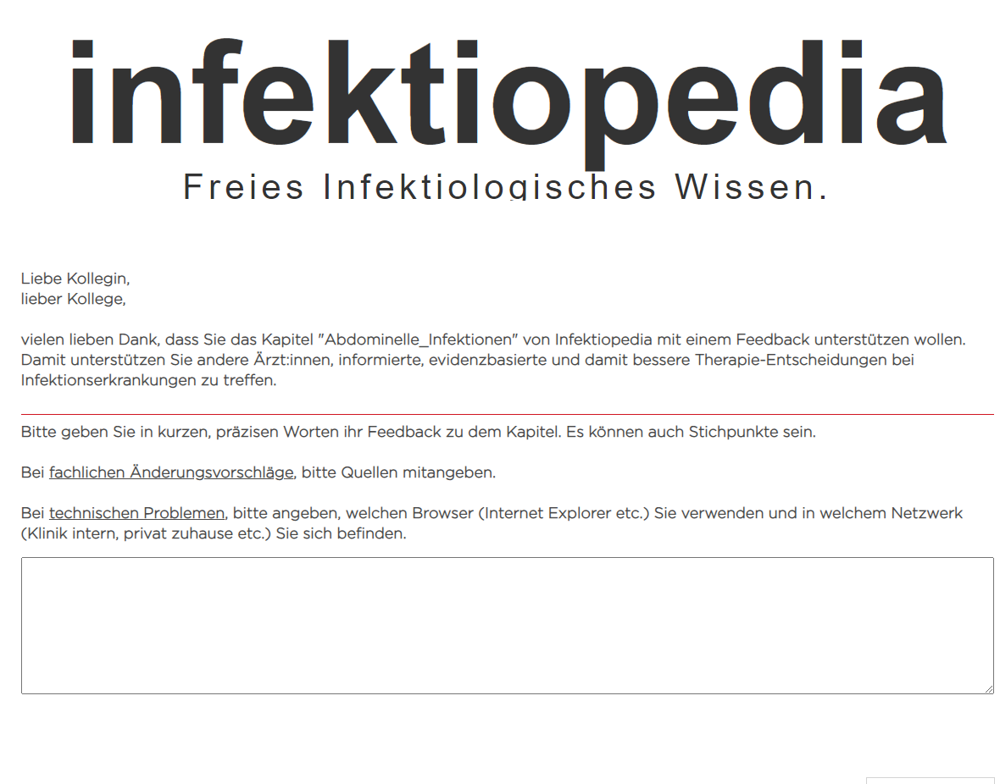 infektiopedia
Freies Infektiologisches Wissen.
Liebe Kollegin,
lieber Kollege,
vielen lieben Dank, dass Sie das Kapitel "Abdominelle_Infektionen" von Infektiopedia mit einem Feedback unterstützen wollen.
Damit unterstützen Sie andere Ärzt:innen, informierte, evidenzbasierte und damit bessere Therapie-Entscheidungen bei
Infektionserkrankungen zu treffen.
Bitte geben Sie in kurzen, präzisen Worten ihr Feedback zu dem Kapitel. Es können auch Stichpunkte sein.
Bei fachlichen Änderungsvorschläge, bitte Quellen mitangeben.
Bei technischen Problemen, bitte angeben, welchen Browser (Internet Explorer etc.) Sie verwenden und in welchem Netzwerk
(Klinik intern, privat zuhause etc.) Sie sich befinden.